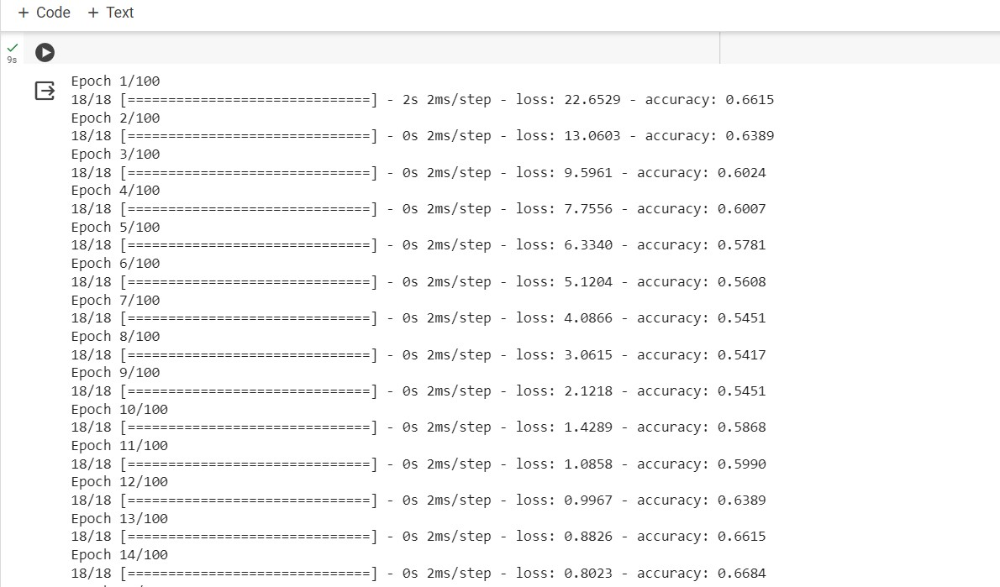 + Code + Text
9s
Epoch 1/100
18/18 [==============================] - 2s 2ms/step - loss: 22.6529 - accuracy: 0.6615
Epoch 2/100
18/18 [==============================] - 0s 2ms/step - loss: 13.0603 - accuracy: 0.6389
Epoch 3/100
18/18 [==============================] - 0s 2ms/step - loss: 9.5961 - accuracy: 0.6024
Epoch 4/100
18/18 [==============================] - 0s 2ms/step - loss: 7.7556 - accuracy: 0.6007
Epoch 5/100
18/18 [==============================] - 0s 2ms/step - loss: 6.3340 - accuracy: 0.5781
Epoch 6/100
18/18 [==============================] - 0s 2ms/step - loss: 5.1204 - accuracy: 0.5608
Epoch 7/100
18/18 [==============================] - 0s 2ms/step - loss: 4.0866 - accuracy: 0.5451
Epoch 8/100
18/18 [==============================] - 0s 2ms/step - loss: 3.0615 - accuracy: 0.5417
Epoch 9/100
18/18 [==============================] - 0s 2ms/step - loss: 2.1218 - accuracy: 0.5451
Epoch 10/100
18/18 [==============================] - 0s 2ms/step - loss: 1.4289 - accuracy: 0.5868
Epoch 11/100
18/18 [==============================] - 0s 2ms/step - loss: 1.0858 - accuracy: 0.5990
Epoch 12/100
18/18 [==============================] - 0s 2ms/step - loss: 0.9967 - accuracy: 0.6389
Epoch 13/100
18/18 [==============================] - 0s 2ms/step - loss: 0.8826 - accuracy: 0.6615
Epoch 14/100
18/18 [==============================] - 0s 2ms/step - loss: 0.8023 - accuracy: 0.6684